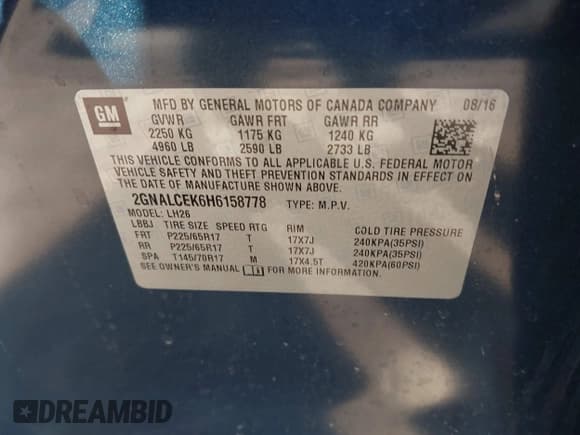 GM
MFD BY GENERAL MOTORS OF CANADA COMPANY 08/16
GVWR GAWR FRT GAWR RR
2250 KG 1175 KG 1240 KG
4960 LB 2590 LB 2733 LB
THIS VEHICLE CONFORMS TO ALL APPLICABLE U.S. FEDERAL MOTOR
VEHICLE SAFETY AND THEFT PREVENTION STANDARDS IN EFFECT ON
THE DATE OF MANUFACTURE SHOWN ABOVE.
2GNALCEK6H6158778 TYPE: M.P.V.
MODEL: LH26
LBBJ TIRE SIZE SPEED RTG RIM COLD TIRE PRESSURE
FRT P225/65R17 T 17X7J 240KPA(35PSI)
RR P225/65R17 T 17X7J 240KPA(35PSI)
SPA T145/70R17 M 17X4.5T 420KPA(60PSI)
SEE OWNER'S MANUAL FOR MORE INFORMATION.
DREAMBID